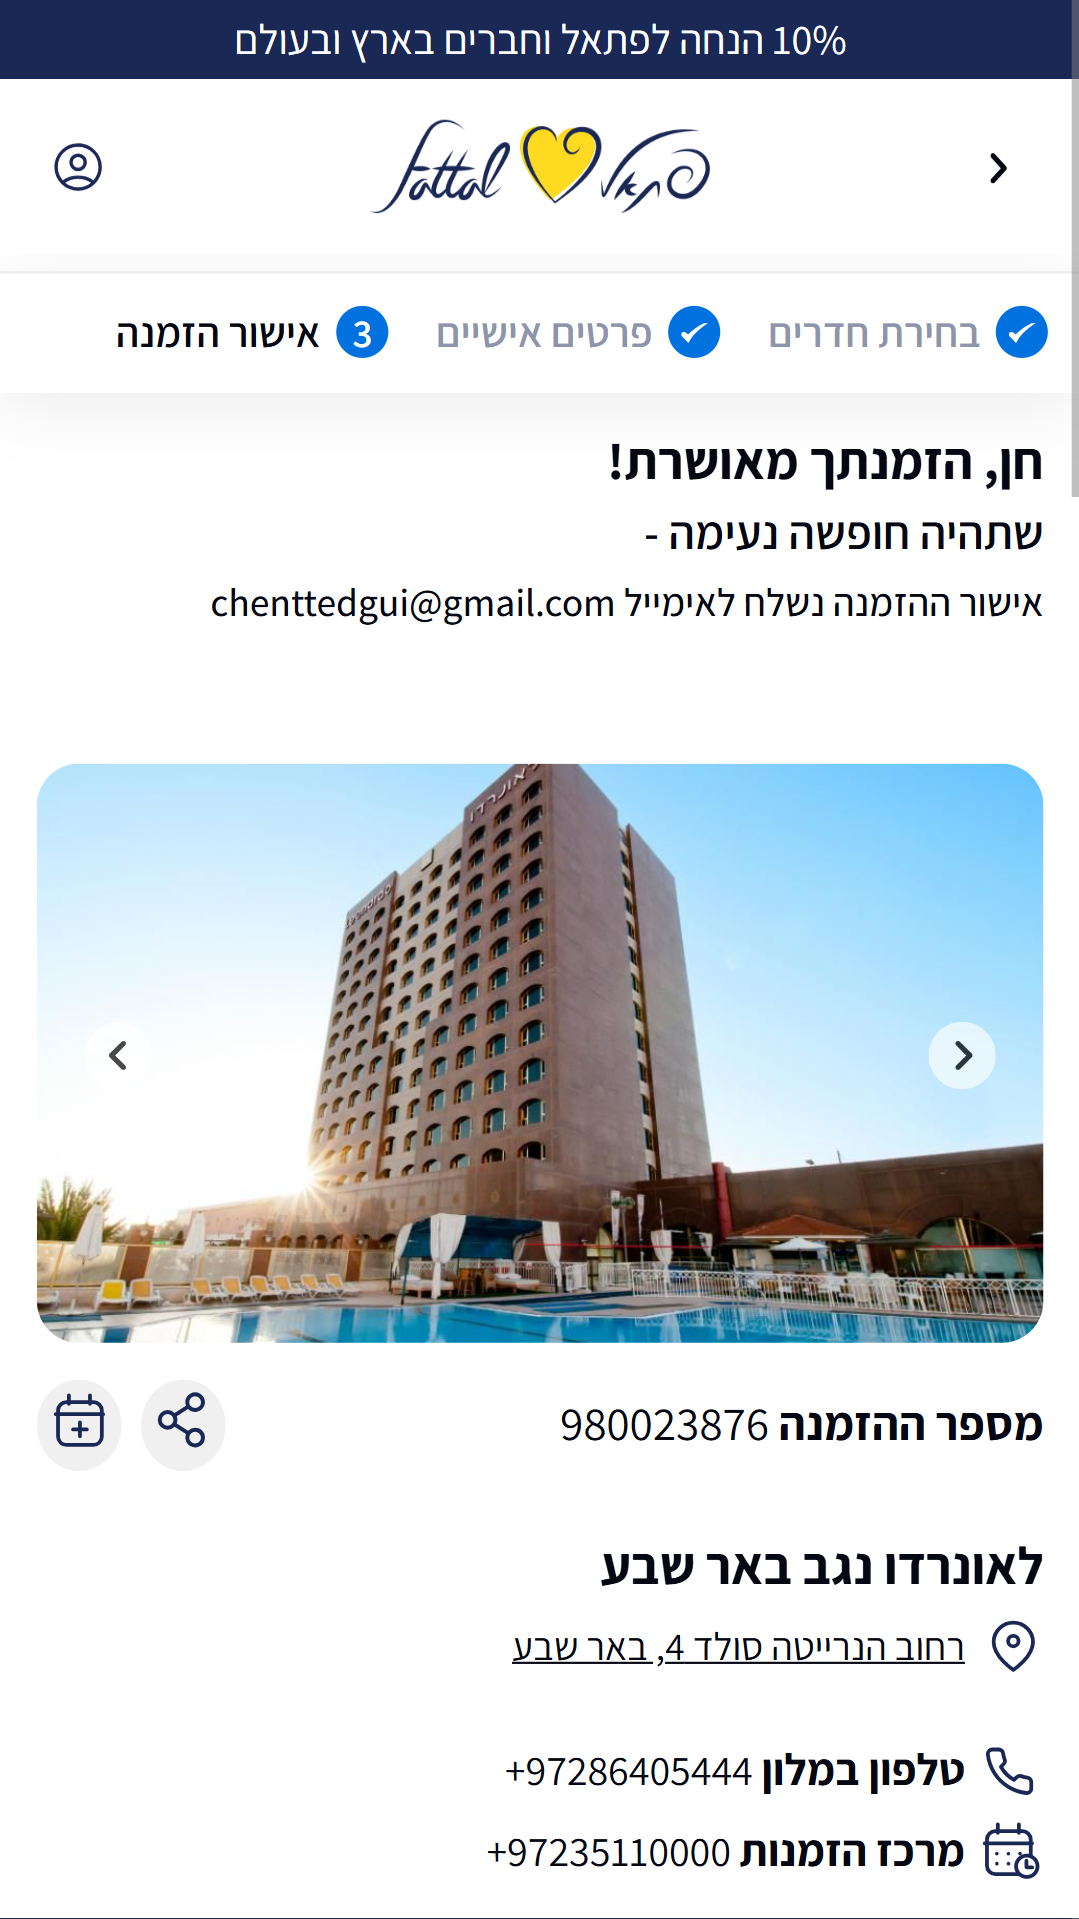 10% הנחה לפתאל וחברים בארץ ובעולם
fattal פתאל
בחירת חדרים
פרטים אישיים
3 אישור הזמנה
חן, הזמנתך מאושרת!
שתהיה חופשה נעימה -
אישור ההזמנה נשלח לאימייל chenttedgui@gmail.com
לאונרדו
Leonardo
מספר ההזמנה 980023876
לאונרדו נגב באר שבע
רחוב הנרייטה סולד 4, באר שבע
טלפון במלון 97286405444+
מרכז הזמנות 97235110000+